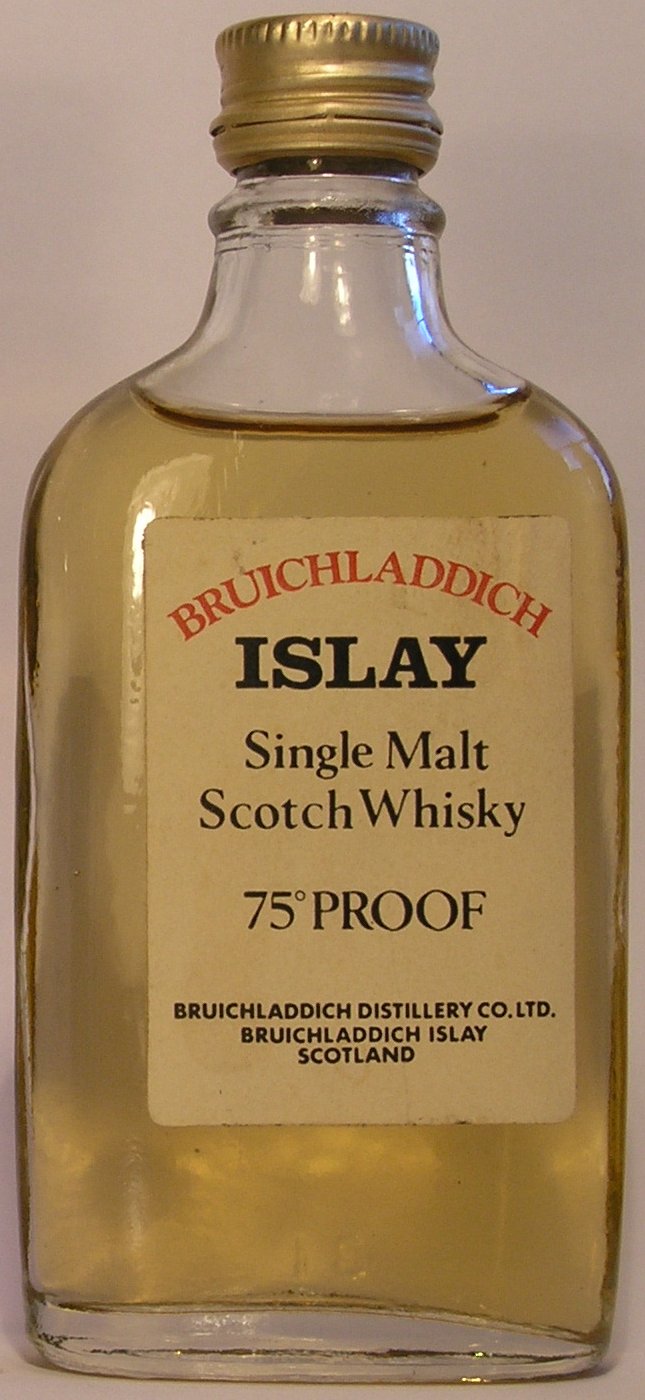 BRUICHLADDICH
ISLAY
Single Malt
Scotch Whisky
75° PROOF
BRUICHLADDICH DISTILLERY CO. LTD.
BRUICHLADDICH ISLAY
SCOTLAND